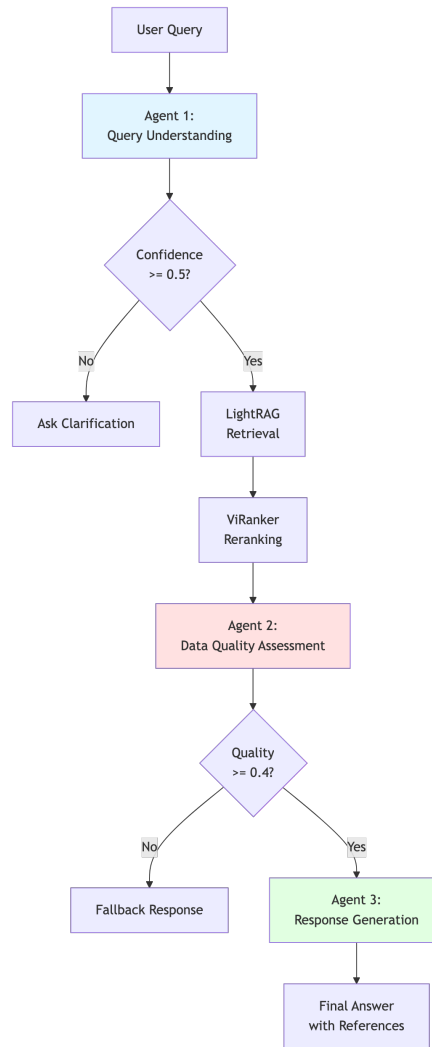 User Query
Agent 1:
Query Understanding
Confidence
>= 0.5?
No
Yes
Ask Clarification
LightRAG
Retrieval
ViRanker
Reranking
Agent 2:
Data Quality Assessment
Quality
>= 0.4?
No
Yes
Fallback Response
Agent 3:
Response Generation
Final Answer
with References